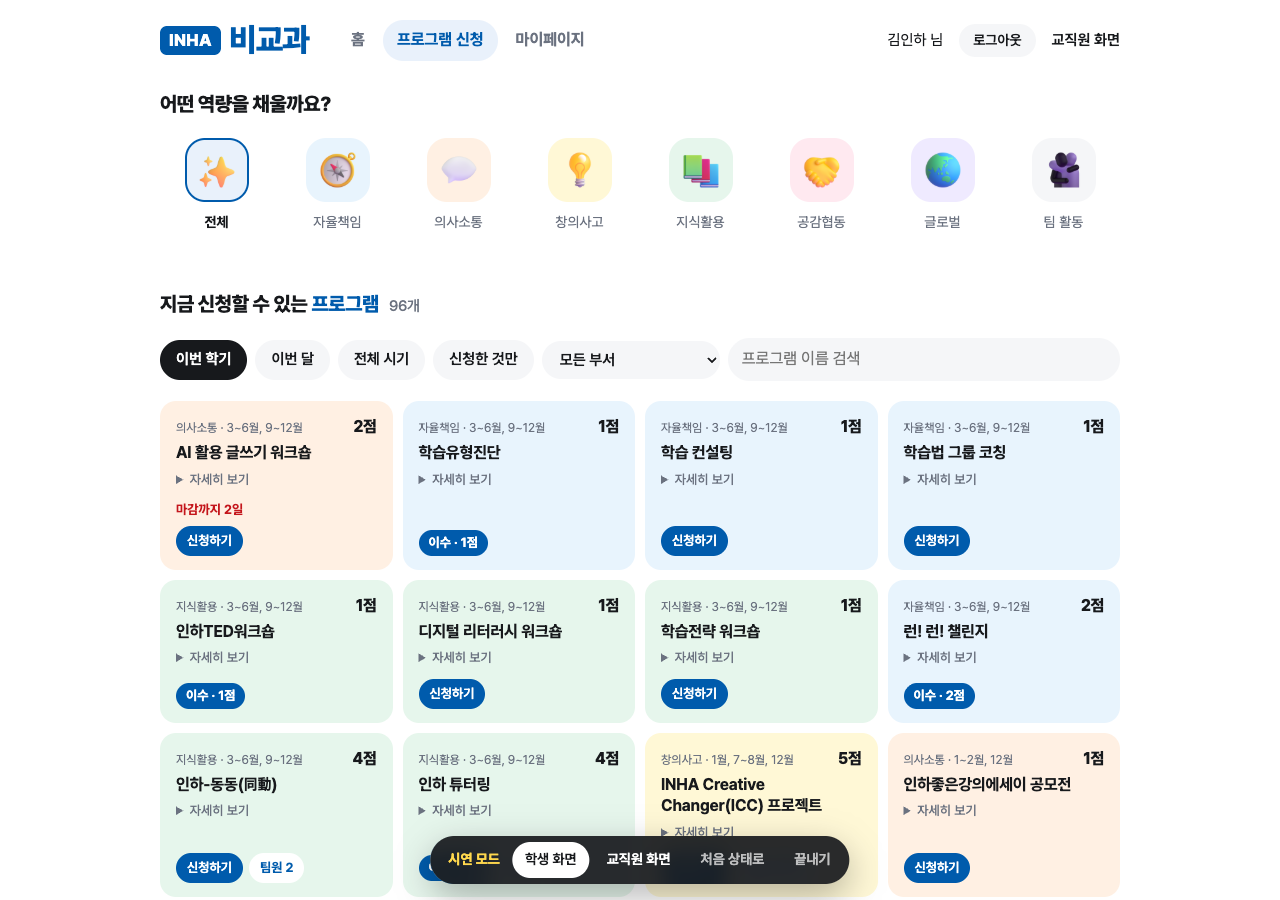 INHA 비교과
홈
프로그램 신청
마이페이지
김인하 님
로그아웃
교직원 화면
어떤 역량을 채울까요?
전체
자율책임
의사소통
창의사고
지식활용
공감협동
글로벌
팀 활동
지금 신청할 수 있는 프로그램 96개
이번 학기
이번 달
전체 시기
신청한 것만
모든 부서
프로그램 이름 검색
의사소통 · 3~6월, 9~12월 2점
AI 활용 글쓰기 워크숍
▶ 자세히 보기
마감까지 2일
신청하기
자율책임 · 3~6월, 9~12월 1점
학습유형진단
▶ 자세히 보기
이수 · 1점
자율책임 · 3~6월, 9~12월 1점
학습 컨설팅
▶ 자세히 보기
신청하기
자율책임 · 3~6월, 9~12월 1점
학습법 그룹 코칭
▶ 자세히 보기
신청하기
지식활용 · 3~6월, 9~12월 1점
인하TED워크숍
▶ 자세히 보기
이수 · 1점
지식활용 · 3~6월, 9~12월 1점
디지털 리터러시 워크숍
▶ 자세히 보기
신청하기
지식활용 · 3~6월, 9~12월 1점
학습전략 워크숍
▶ 자세히 보기
신청하기
자율책임 · 3~6월, 9~12월 2점
런! 런! 챌린지
▶ 자세히 보기
이수 · 2점
지식활용 · 3~6월, 9~12월 4점
인하-동동(同動)
▶ 자세히 보기
신청하기
팀원 2
지식활용 · 3~6월, 9~12월 4점
인하 튜터링
▶ 자세히 보기
창의사고 · 1월, 7~8월, 12월 5점
INHA Creative
Changer(ICC) 프로젝트
▶ 자세히 보기
의사소통 · 1~2월, 12월 1점
인하좋은강의에세이 공모전
▶ 자세히 보기
신청하기
시연 모드
학생 화면
교직원 화면
처음 상태로
끝내기